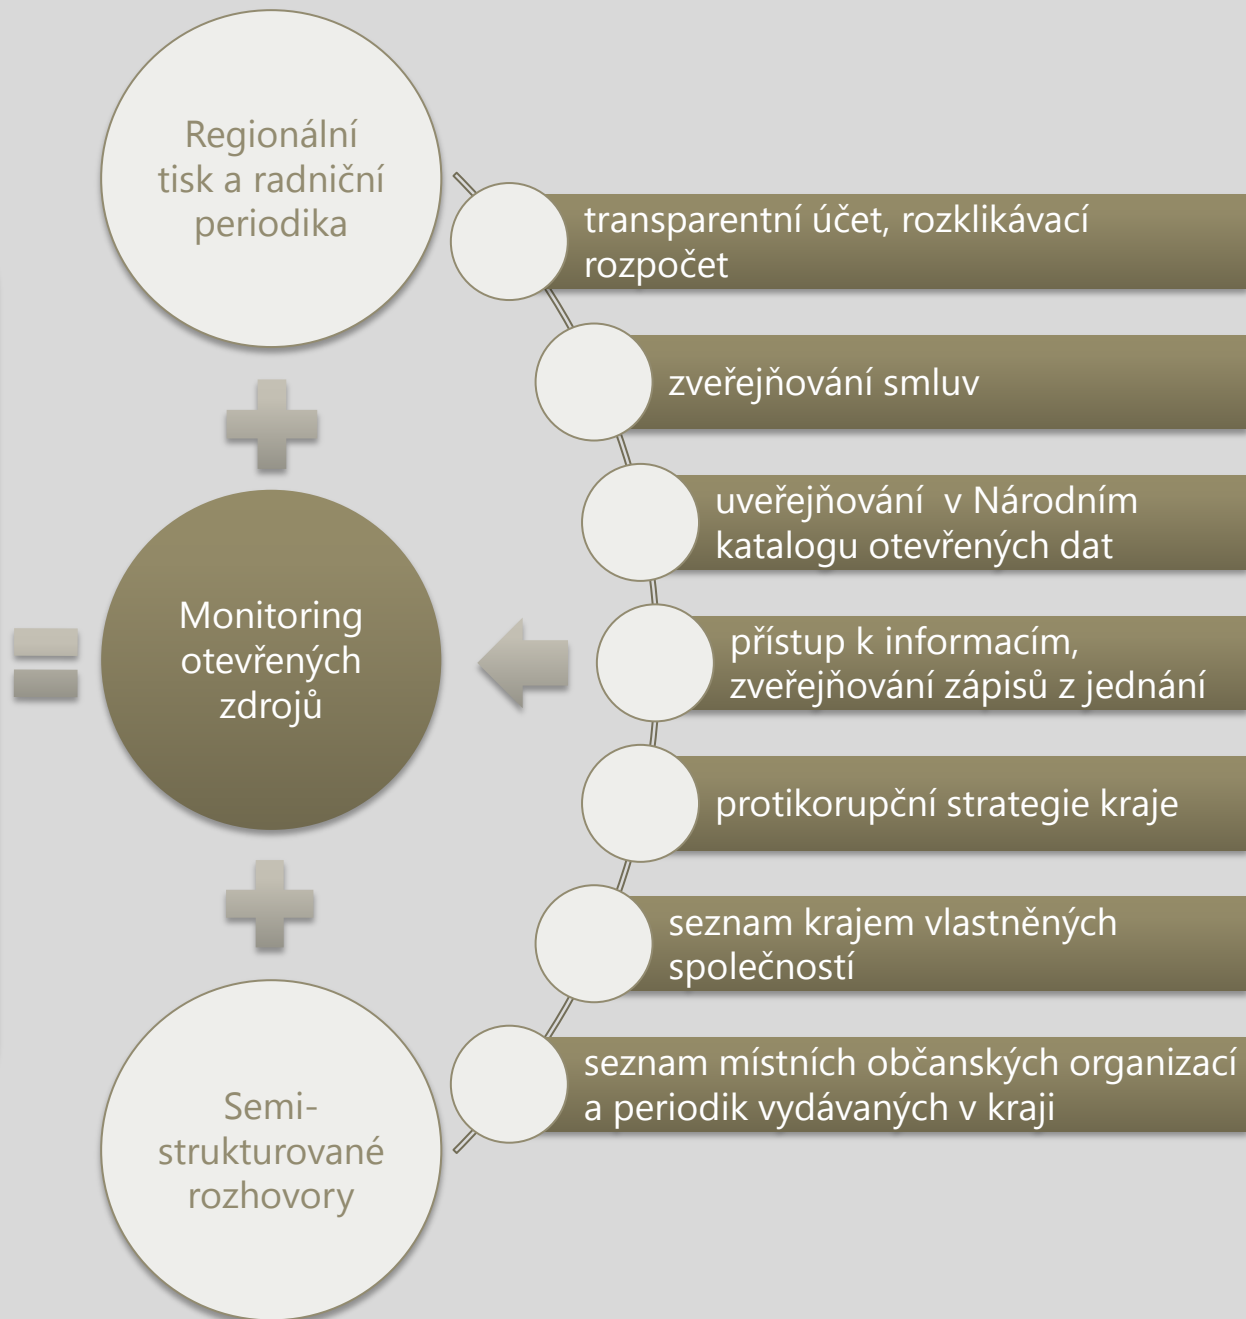 Regionální
tisk a radniční
periodika
Monitoring
otevřených
zdrojů
Semi-
strukturované
rozhovory
transparentní účet, rozklikávací
rozpočet
zveřejňování smluv
uveřejňování  v Národním
katalogu otevřených dat
přístup k informacím,
zveřejňování zápisů z jednání
protikorupční strategie kraje
seznam krajem vlastněných
společností
seznam místních občanských organizací
a periodik vydávaných v kraji